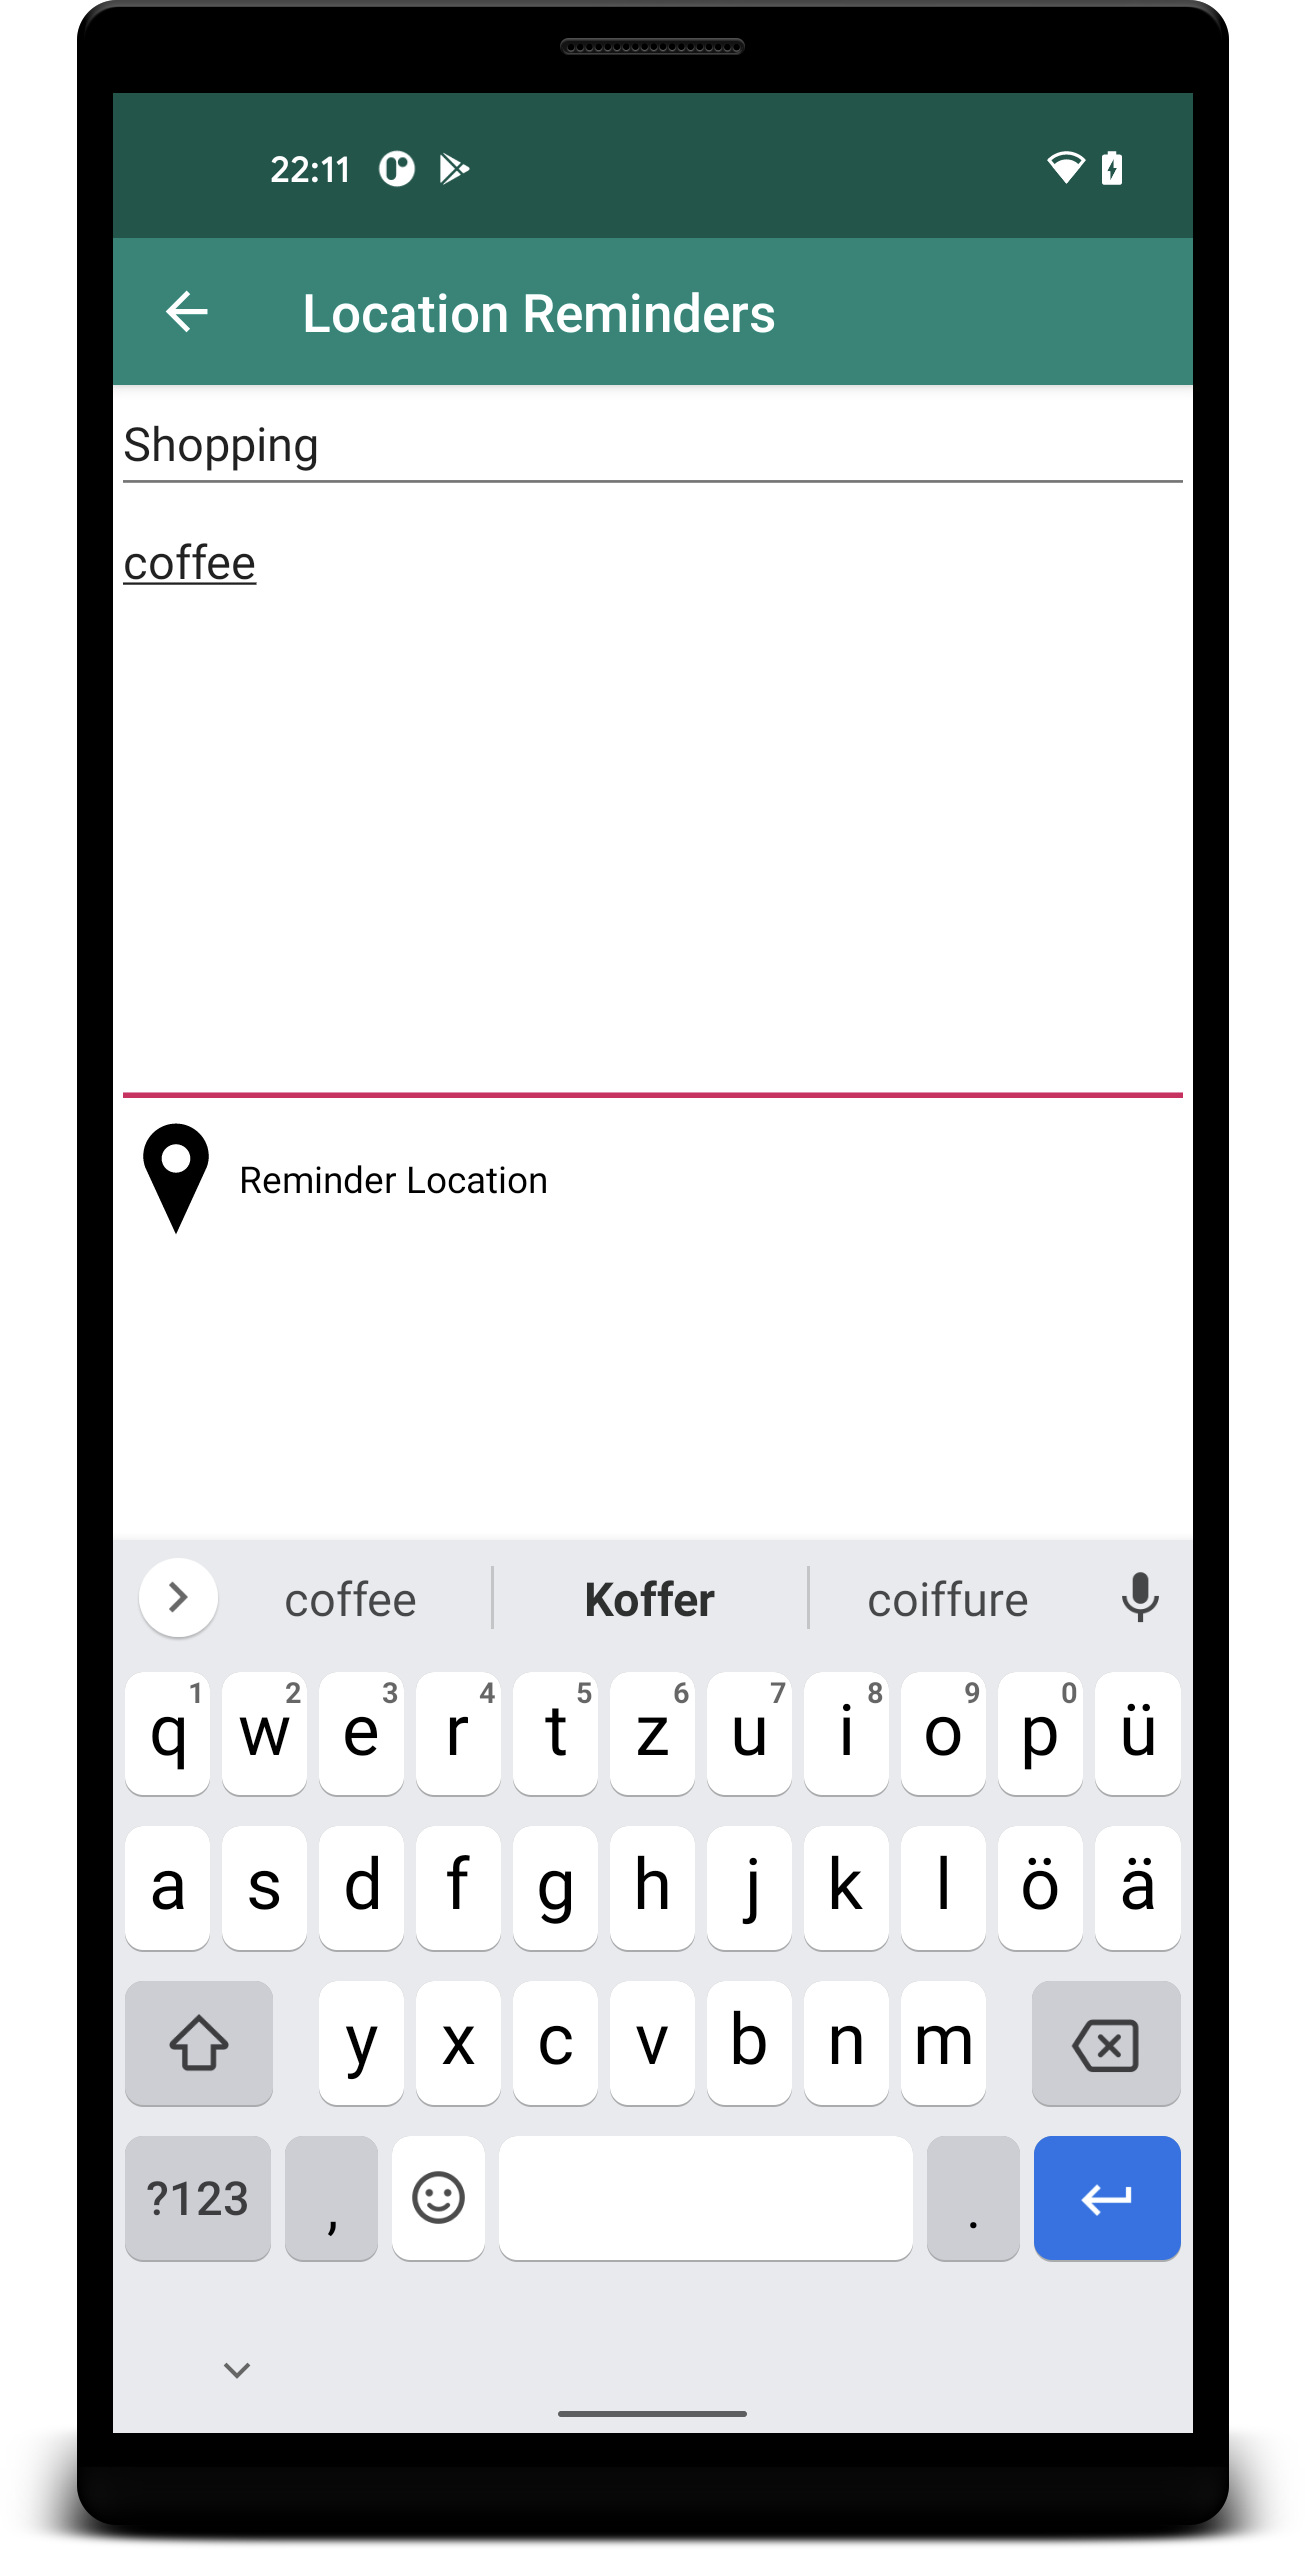 22:11
Location Reminders
Shopping
coffee
Reminder Location
coffee Koffer coiffure
1 2 3 4 5 6 7 8 9 0
q w e r t z u i o p ü
a s d f g h j k l ö ä
y x c v b n m
?123 , .